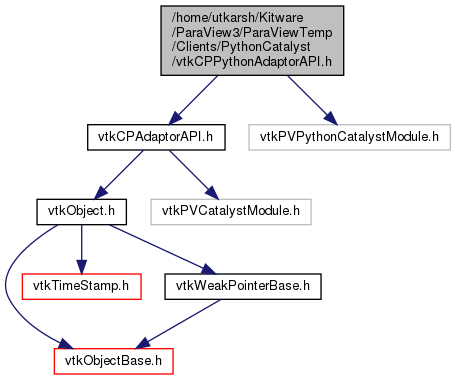 /home/utkarsh/Kitware
/ParaView3/ParaViewTemp
/Clients/PythonCatalyst
/vtkCPPythonAdaptorAPI.h
vtkCPAdaptorAPI.h
vtkPVPythonCatalystModule.h
vtkObject.h
vtkPVCatalystModule.h
vtkTimeStamp.h
vtkWeakPointerBase.h
vtkObjectBase.h